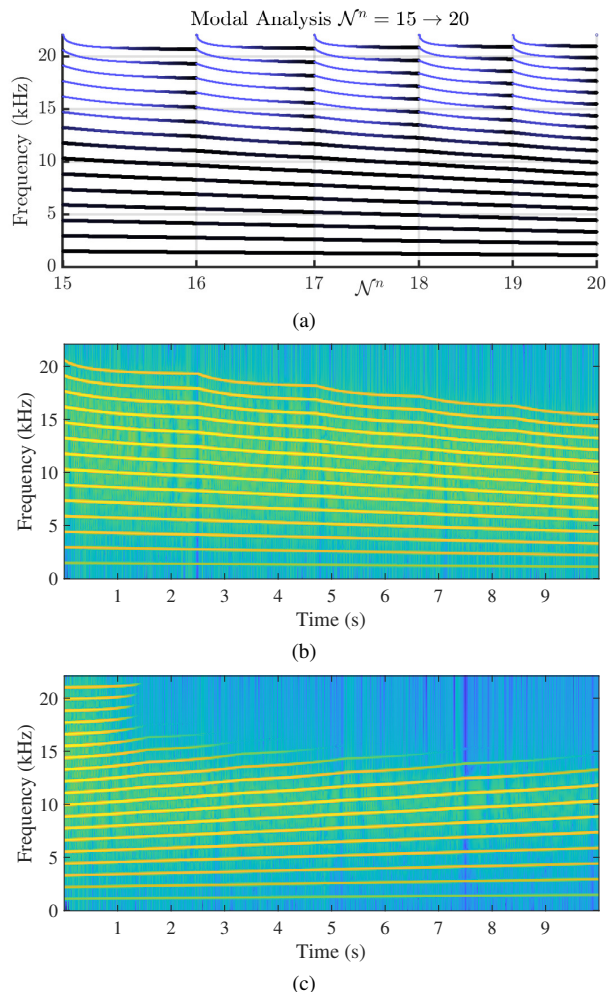 Modal Analysis 𝒩ⁿ = 15 → 20
Frequency (kHz)
20
15
10
5
0
15 16 17 18 19 20
𝒩ⁿ
(a)
Frequency (kHz)
20
15
10
5
0
1 2 3 4 5 6 7 8 9
Time (s)
(b)
Frequency (kHz)
20
15
10
5
0
1 2 3 4 5 6 7 8 9
Time (s)
(c)